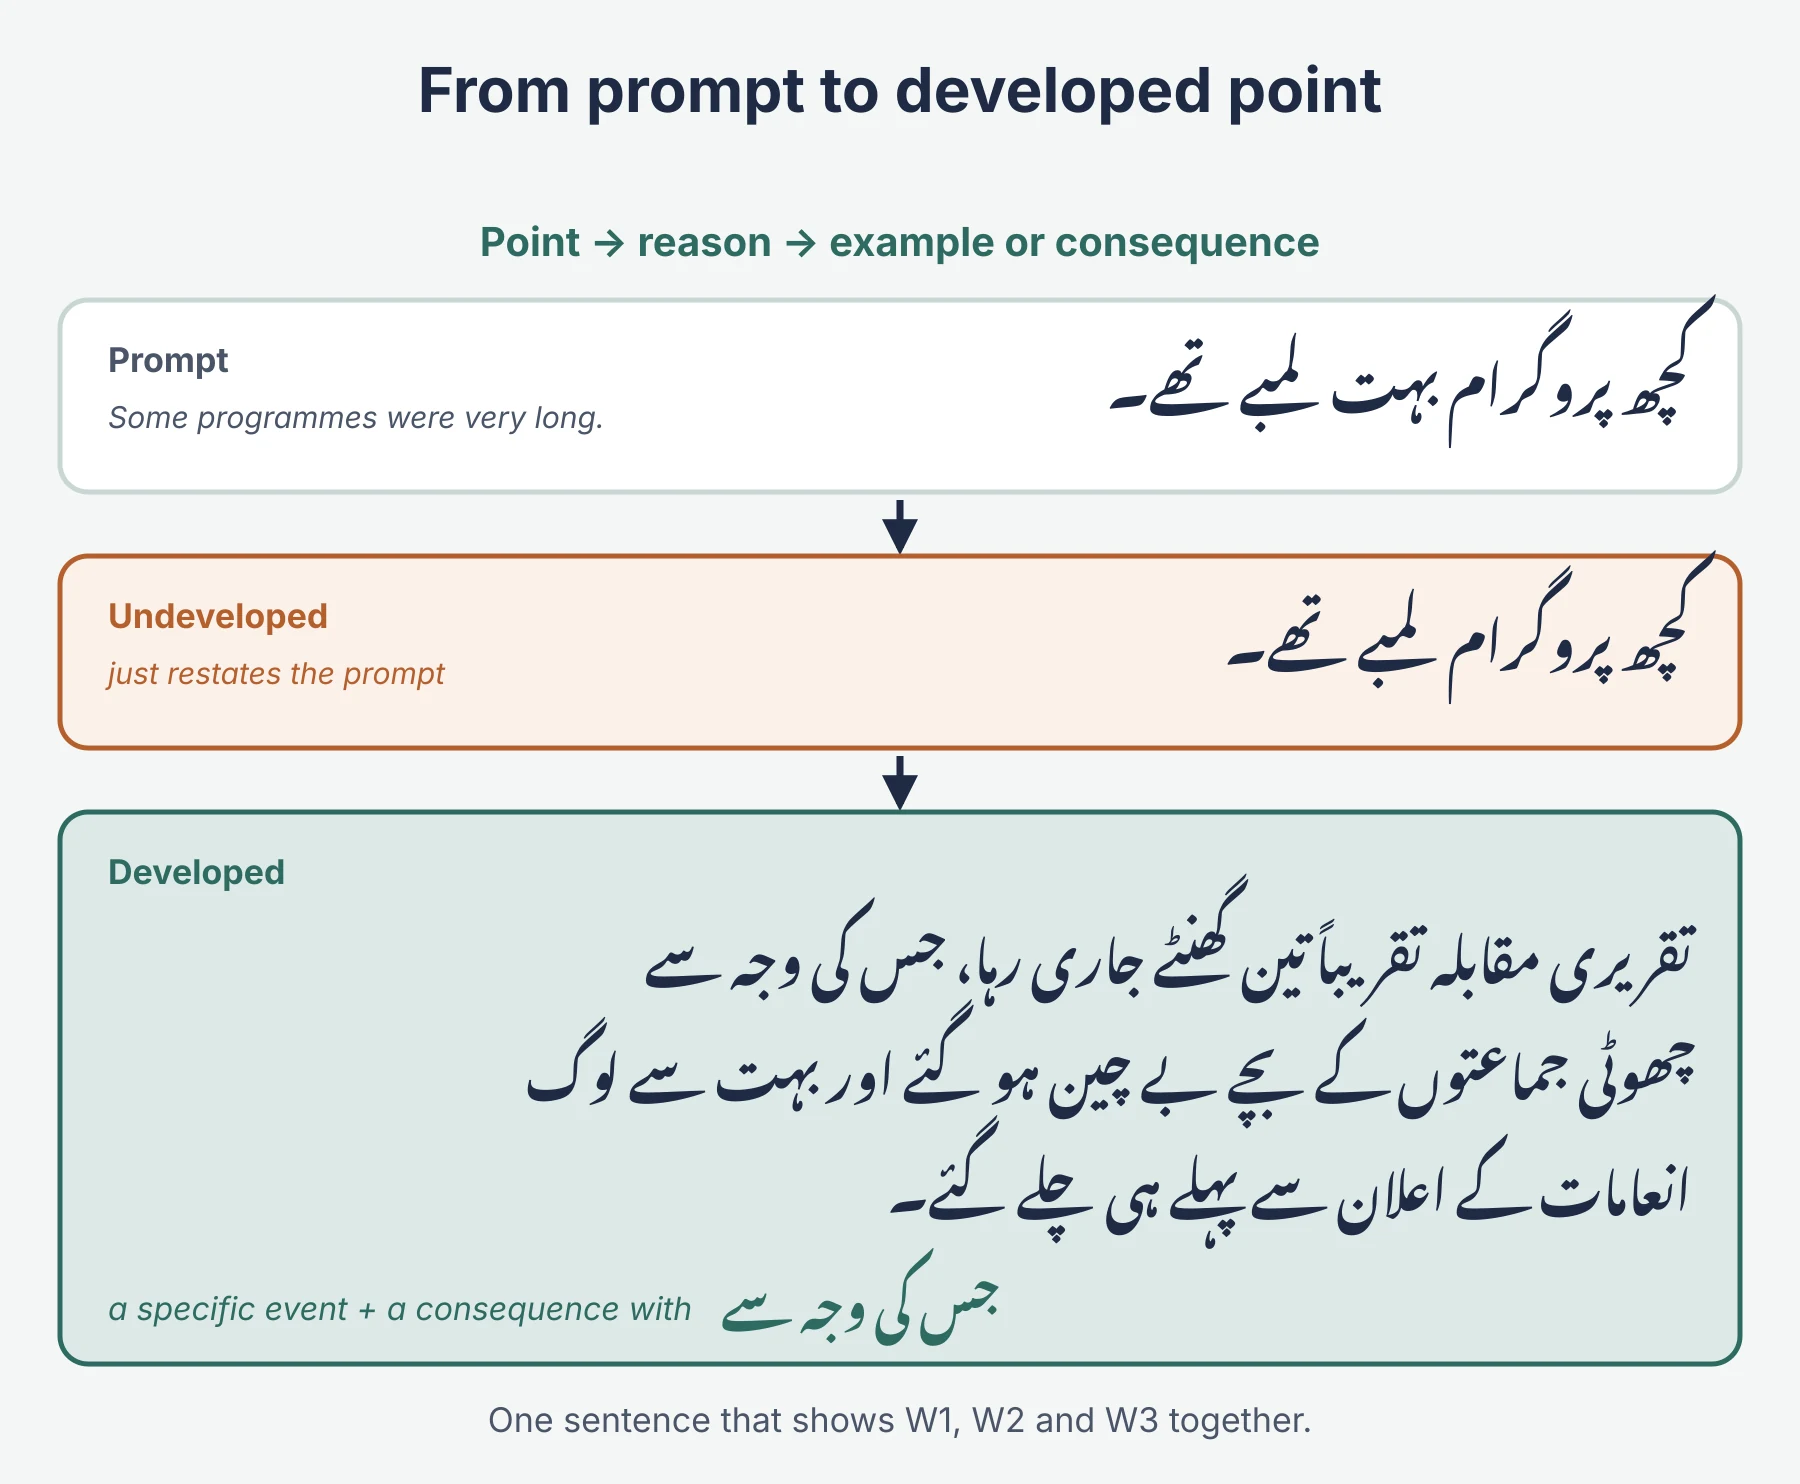 From prompt to developed point
Point → reason → example or consequence
Prompt
کچھ پروگرام بہت لمبے تھے۔
Some programmes were very long.
Undeveloped
کچھ پروگرام لمبے تھے۔
just restates the prompt
Developed
تقریری مقابلہ تقریباً تین گھنٹے جاری رہا، جس کی وجہ سے
چھوٹی جماعتوں کے بچے بے چین ہو گئے اور بہت سے لوگ
انعامات کے اعلان سے پہلے ہی چلے گئے۔
a specific event + a consequence with جس کی وجہ سے
One sentence that shows W1, W2 and W3 together.